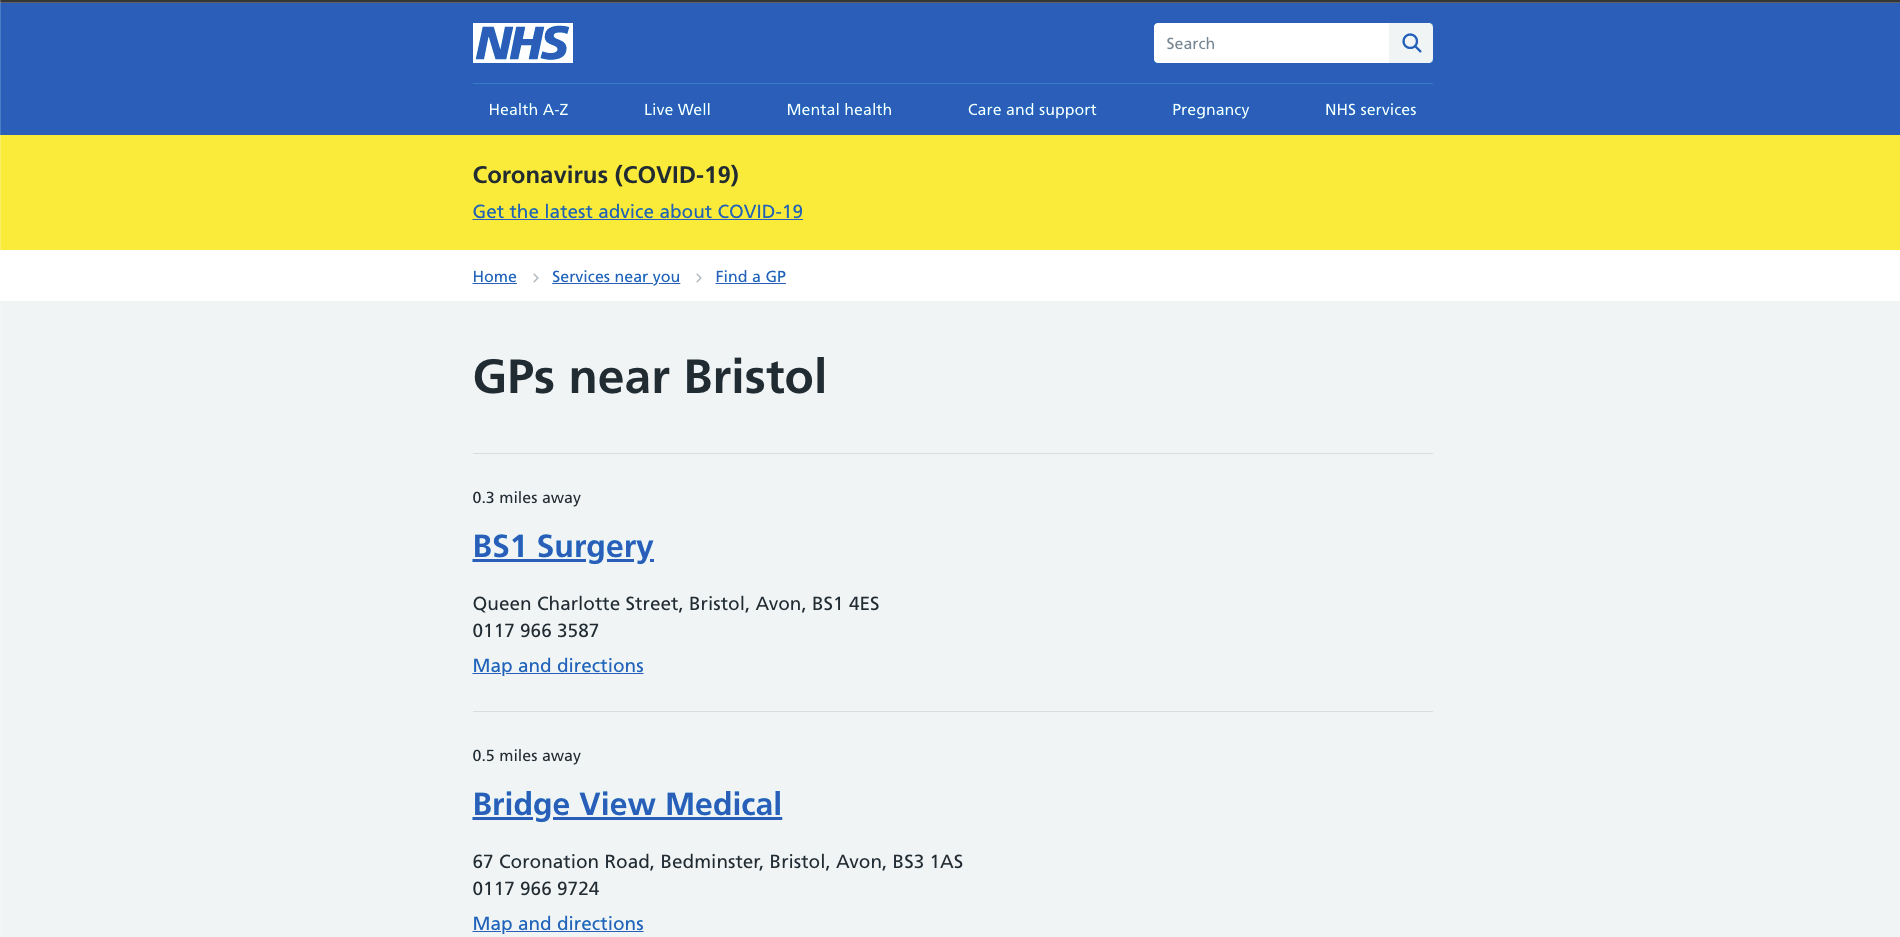 NHS
Search
Health A-Z Live Well Mental health Care and support Pregnancy NHS services
Coronavirus (COVID-19)
Get the latest advice about COVID-19
Home Services near you Find a GP
GPs near Bristol
0.3 miles away
BS1 Surgery
Queen Charlotte Street, Bristol, Avon, BS1 4ES
0117 966 3587
Map and directions
0.5 miles away
Bridge View Medical
67 Coronation Road, Bedminster, Bristol, Avon, BS3 1AS
0117 966 9724
Map and directions